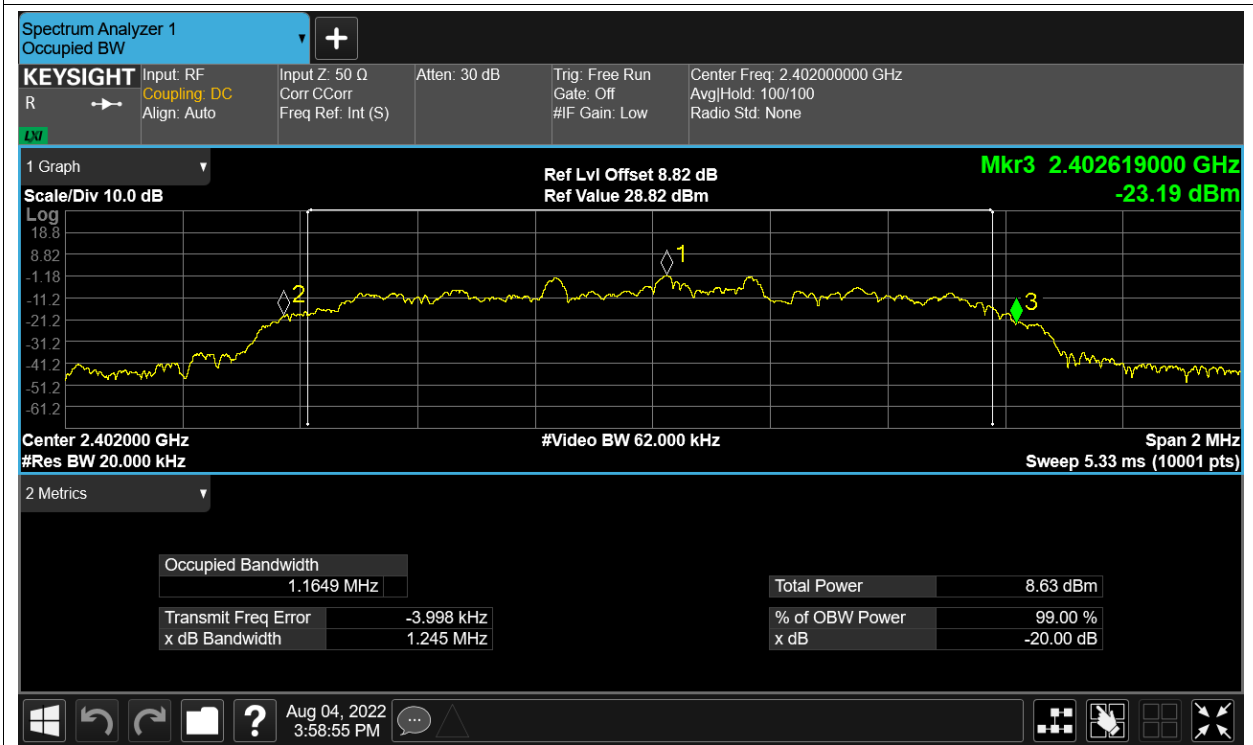 Spectrum Analyzer 1
Occupied BW
KEYSIGHT
R
LXI
Input: RF
Coupling: DC
Align: Auto
Input Z: 50 Ω
Corr CCorr
Freq Ref: Int (S)
Atten: 30 dB
Trig: Free Run
Gate: Off
#IF Gain: Low
Center Freq: 2.402000000 GHz
Avg|Hold: 100/100
Radio Std: None
1 Graph
Scale/Div 10.0 dB
Ref Lvl Offset 8.82 dB
Ref Value 28.82 dBm
Mkr3 2.402619000 GHz
-23.19 dBm
Log
18.8
8.82
-1.18
-11.2
-21.2
-31.2
-41.2
-51.2
-61.2
1
2
3
Center 2.402000 GHz
#Video BW 62.000 kHz
Span 2 MHz
#Res BW 20.000 kHz
Sweep 5.33 ms (10001 pts)
2 Metrics
Occupied Bandwidth
1.1649 MHz
Total Power 8.63 dBm
Transmit Freq Error -3.998 kHz
% of OBW Power 99.00 %
x dB Bandwidth 1.245 MHz
x dB -20.00 dB
?
Aug 04, 2022
3:58:55 PM